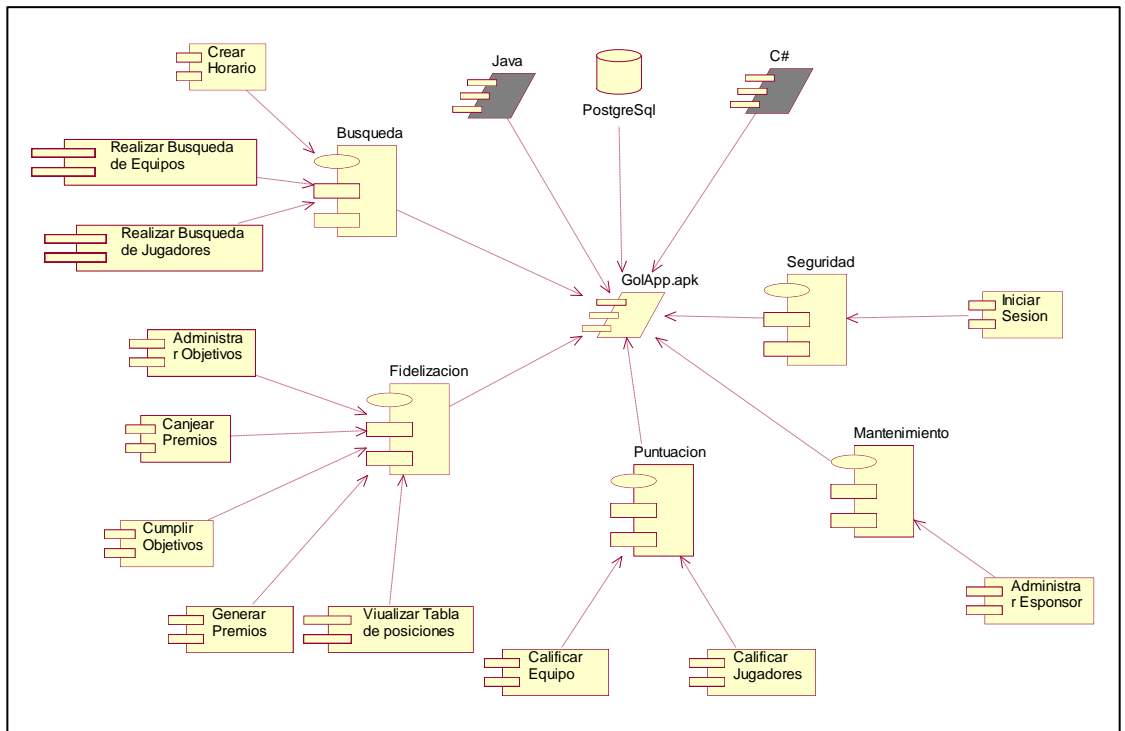 Crear
Horario
Java
PostgreSql
C#
Busqueda
Realizar Busqueda
de Equipos
Realizar Busqueda
de Jugadores
GolApp.apk
Seguridad
Iniciar
Sesion
Administra
r Objetivos
Fidelizacion
Canjear
Premios
Puntuacion
Mantenimiento
Cumplir
Objetivos
Generar
Premios
Viualizar Tabla
de posiciones
Administra
r Esponsor
Calificar
Equipo
Calificar
Jugadores